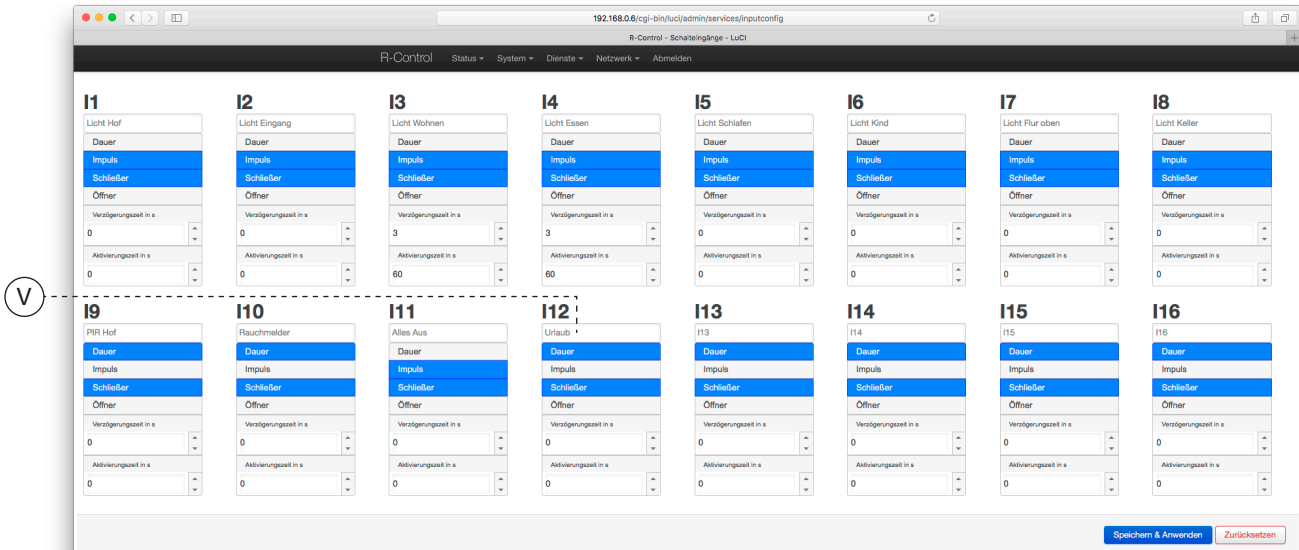 192.168.0.6/cgi-bin/luci/admin/services/inputconfig
R-Control - Schalteingänge - LuCI
R-Control Status System Dienste Netzwerk Abmelden
I1 I2 I3 I4 I5 I6 I7 I8
Licht Hof Licht Eingang Licht Wohnen Licht Essen Licht Schlafen Licht Kind Licht Flur oben Licht Keller
Dauer Dauer Dauer Dauer Dauer Dauer Dauer Dauer
Impuls Impuls Impuls Impuls Impuls Impuls Impuls Impuls
Schließer Schließer Schließer Schließer Schließer Schließer Schließer Schließer
Öffner Öffner Öffner Öffner Öffner Öffner Öffner Öffner
Verzögerungszeit in s Verzögerungszeit in s Verzögerungszeit in s Verzögerungszeit in s Verzögerungszeit in s Verzögerungszeit in s Verzögerungszeit in s Verzögerungszeit in s
0 0 3 3 0 0 0 0
Aktivierungszeit in s Aktivierungszeit in s Aktivierungszeit in s Aktivierungszeit in s Aktivierungszeit in s Aktivierungszeit in s Aktivierungszeit in s Aktivierungszeit in s
0 0 60 60 0 0 0 0
V
I9 I10 I11 I12 I13 I14 I15 I16
PIR Hof Rauchmelder Alles Aus Urlaub I13 I14 I15 I16
Dauer Dauer Dauer Dauer Dauer Dauer Dauer Dauer
Impuls Impuls Impuls Impuls Impuls Impuls Impuls Impuls
Schließer Schließer Schließer Schließer Schließer Schließer Schließer Schließer
Öffner Öffner Öffner Öffner Öffner Öffner Öffner Öffner
Verzögerungszeit in s Verzögerungszeit in s Verzögerungszeit in s Verzögerungszeit in s Verzögerungszeit in s Verzögerungszeit in s Verzögerungszeit in s Verzögerungszeit in s
0 0 0 0 0 0 0 0
Aktivierungszeit in s Aktivierungszeit in s Aktivierungszeit in s Aktivierungszeit in s Aktivierungszeit in s Aktivierungszeit in s Aktivierungszeit in s Aktivierungszeit in s
0 0 0 0 0 0 0 0
Speichern & Anwenden Zurücksetzen